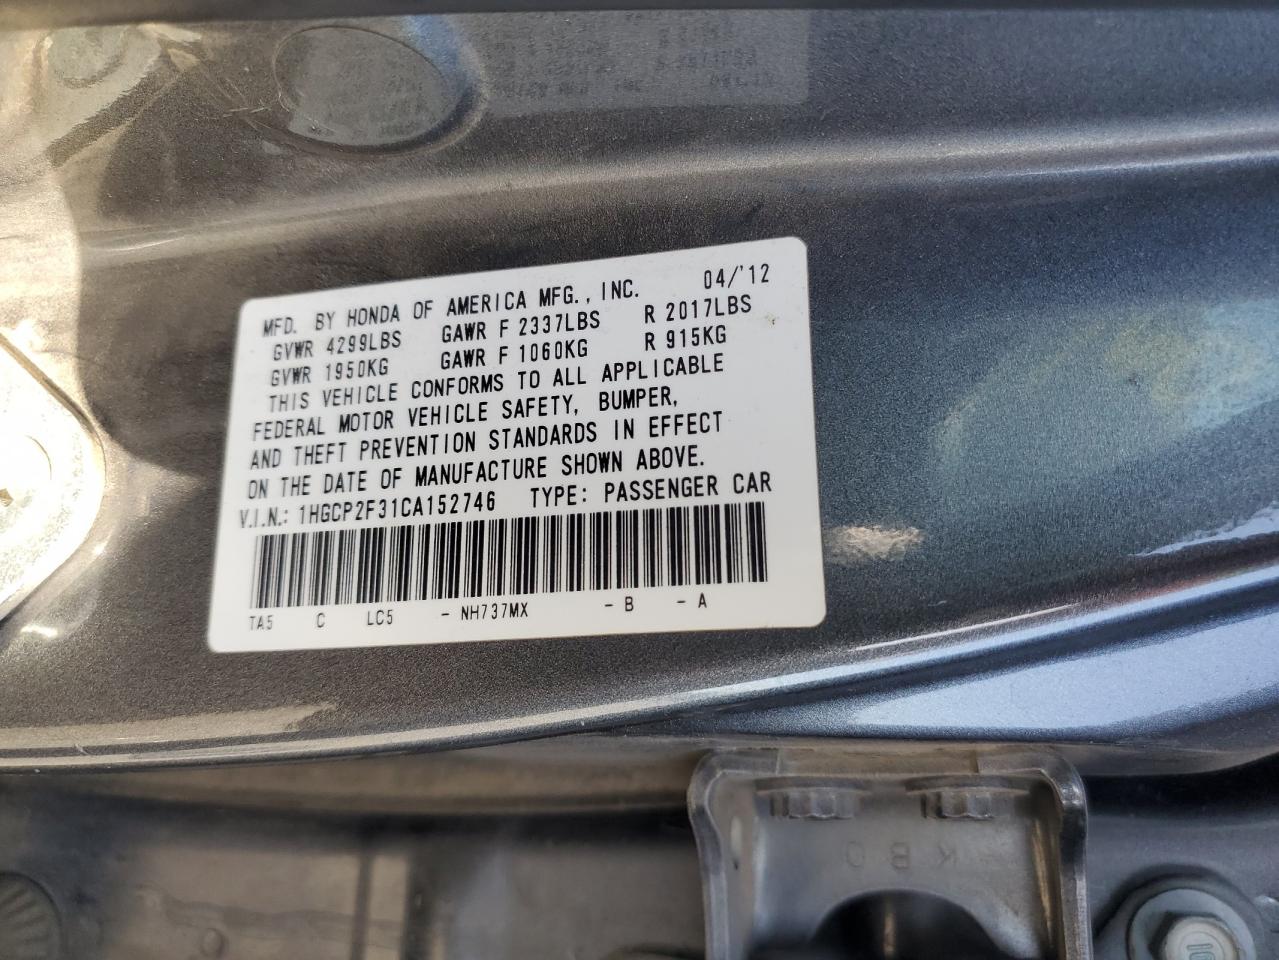 MFD. BY HONDA OF AMERICA MFG., INC. 04/'12
GVWR 4299LBS GAWR F 2337LBS R 2017LBS
GVWR 1950KG GAWR F 1060KG R 915KG
THIS VEHICLE CONFORMS TO ALL APPLICABLE
FEDERAL MOTOR VEHICLE SAFETY, BUMPER,
AND THEFT PREVENTION STANDARDS IN EFFECT
ON THE DATE OF MANUFACTURE SHOWN ABOVE.
V.I.N.: 1HGCP2F31CA152746 TYPE: PASSENGER CAR
TA5 C LC5 - NH737MX - B - A
KBO